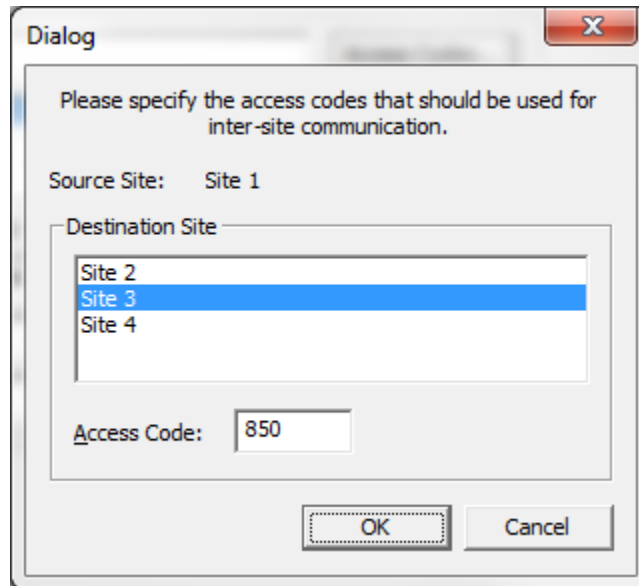 Dialog
Please specify the access codes that should be used for
inter-site communication.
Source Site: Site 1
Destination Site
Site 2
Site 3
Site 4
Access Code: 850
OK Cancel